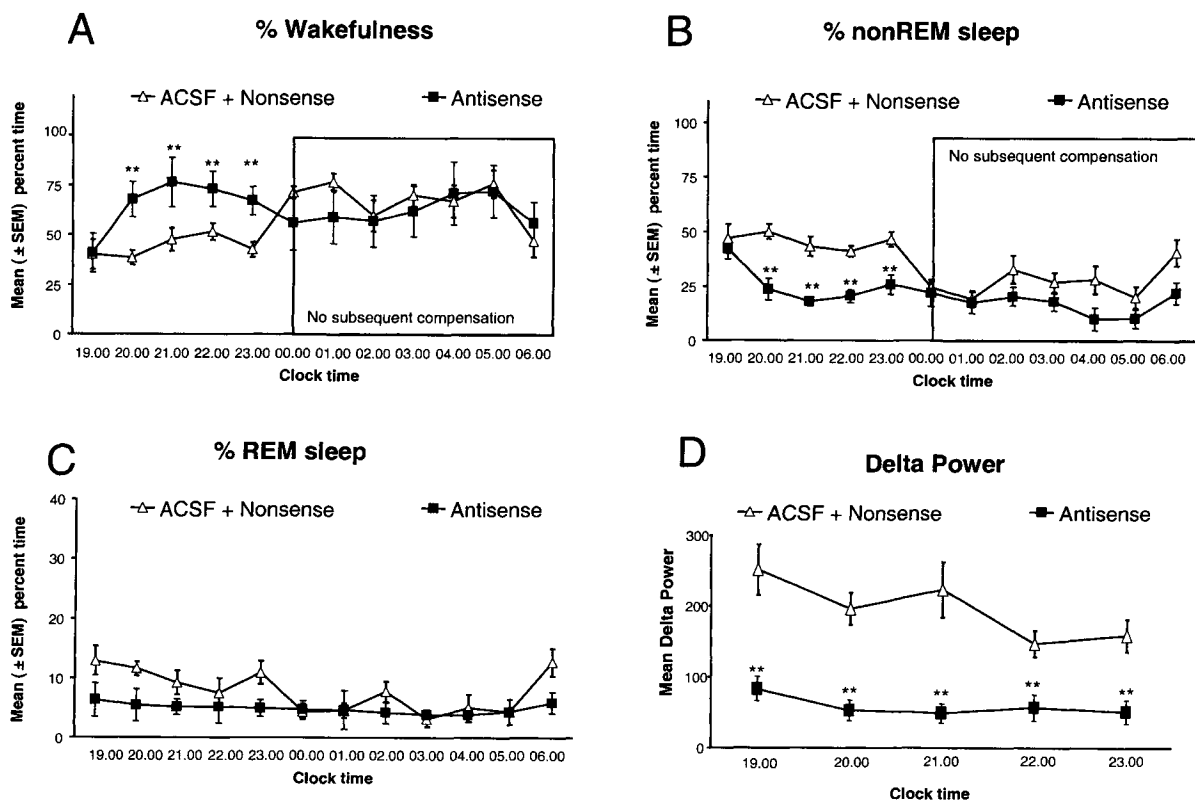 A
% Wakefulness
ACSF + Nonsense
Antisense
Mean ( ± SEM) percent time
100
75
50
25
0
** ** ** **
No subsequent compensation
19.00 20.00 21.00 22.00 23.00 00.00 01.00 02.00 03.00 04.00 05.00 06.00
Clock time
B
% nonREM sleep
ACSF + Nonsense
Antisense
Mean ( ± SEM) percent time
100
75
50
25
0
No subsequent compensation
** ** ** **
19.00 20.00 21.00 22.00 23.00 00.00 01.00 02.00 03.00 04.00 05.00 06.00
Clock time
C
% REM sleep
ACSF + Nonsense
Antisense
Mean ( ± SEM) percent time
40
30
20
10
0
19.00 20.00 21.00 22.00 23.00 00.00 01.00 02.00 03.00 04.00 05.00 06.00
Clock time
D
Delta Power
ACSF + Nonsense
Antisense
Mean Delta Power
300
200
100
0
** ** ** ** **
19.00 20.00 21.00 22.00 23.00
Clock time